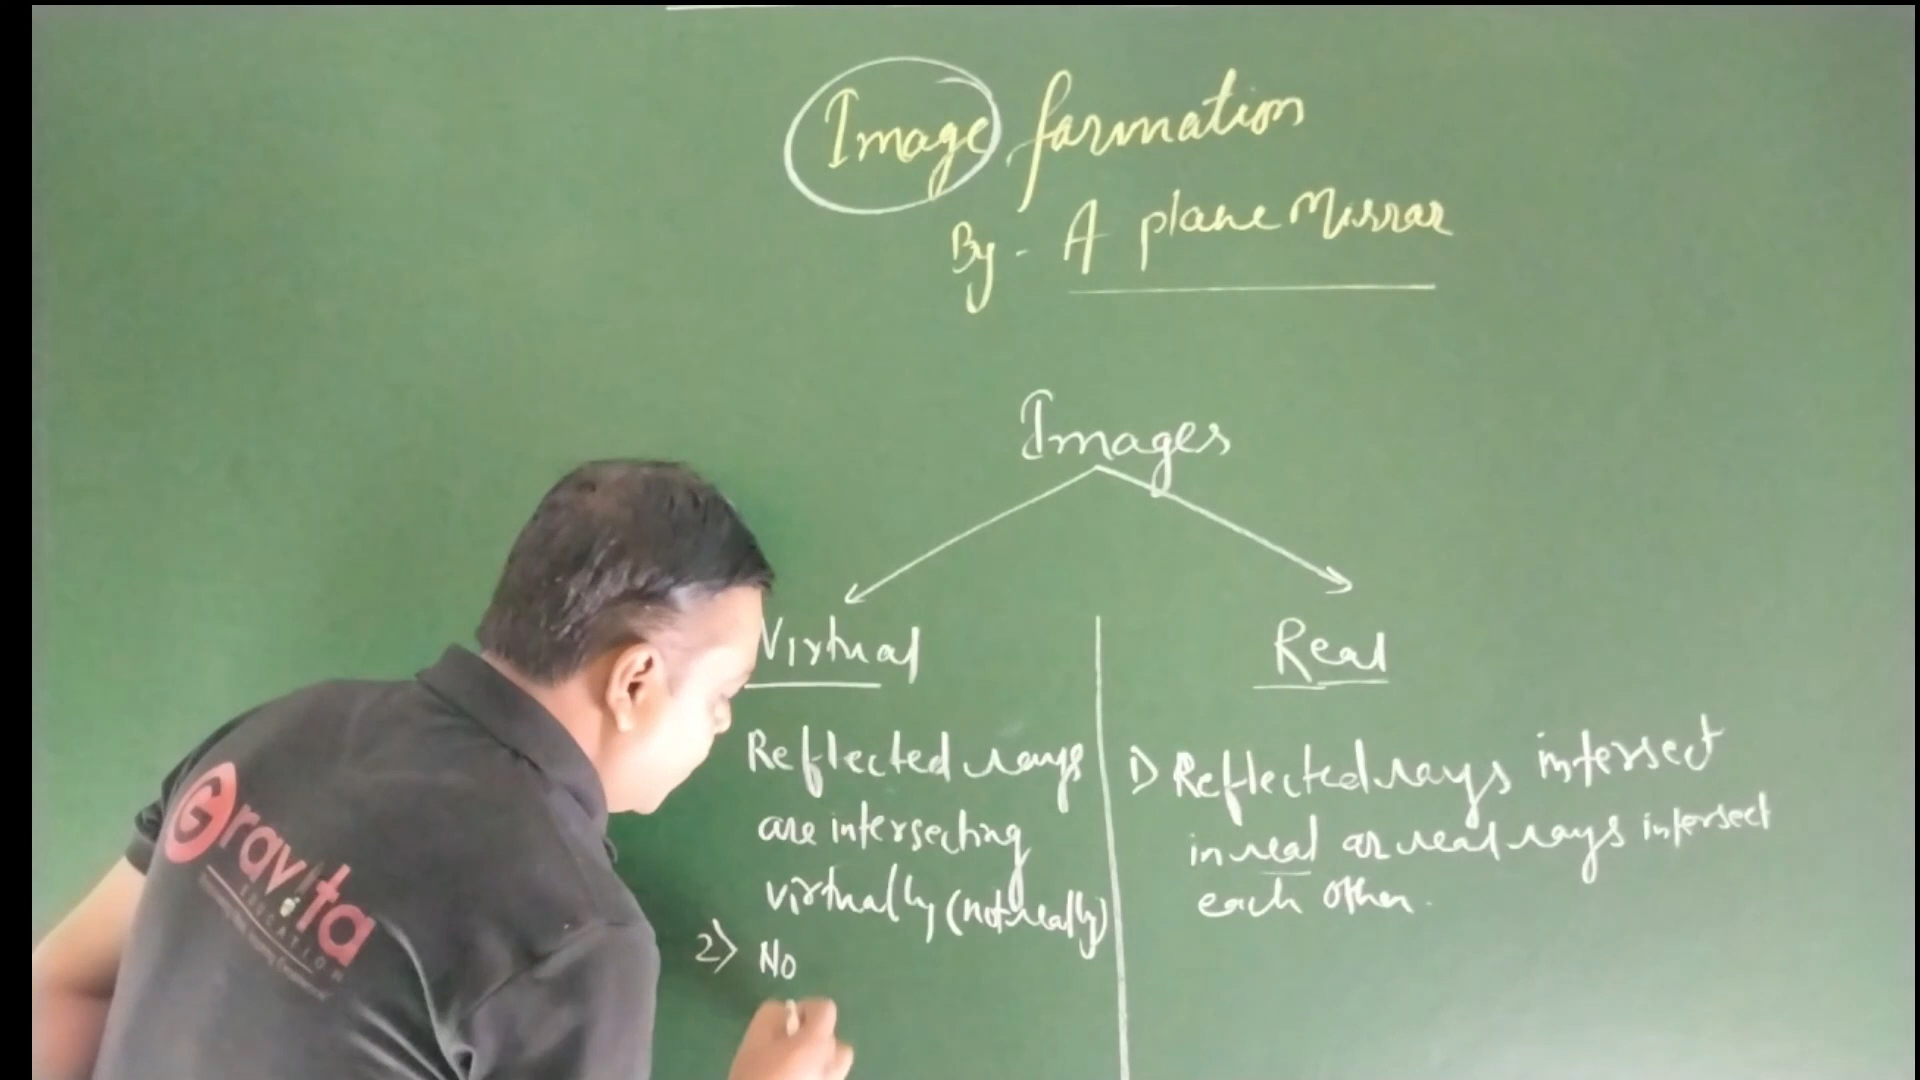 Image formation
By - A plane Mirror
Images
Virtual
Real
Reflected rays
are intersecting
virtually (not really)
2) No
1) Reflected rays intersect
in real or real rays intersect
each other.
Gravita
EDUCATION